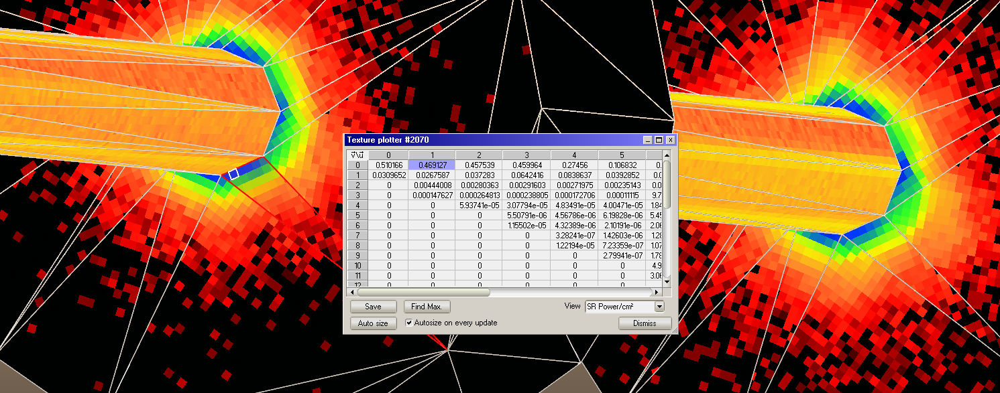 Texture plotter #2070
v\u 0 1 2 3 4 5
0 0.510166 0.469127 0.457539 0.459964 0.27456 0.106832 0.
1 0.0309652 0.0267587 0.037283 0.0642416 0.0838637 0.0392852 0.0
2 0 0.00444008 0.00280363 0.00291603 0.00271975 0.00235143 0.0
3 0 0.000147627 0.000264813 0.000238805 0.000172706 0.00011115 9.7
4 0 0 5.93741e-05 3.07794e-05 4.83491e-05 4.00471e-05 1.84
5 0 0 0 5.50791e-06 4.56786e-06 6.19828e-06 5.45
6 0 0 0 1.15502e-05 4.32389e-06 2.10191e-06 2.06
7 0 0 0 0 3.28241e-07 1.42603e-06 1.28
8 0 0 0 0 1.22194e-05 7.23359e-07 1.07
9 0 0 0 0 0 2.79941e-07 1.78
10 0 0 0 0 0 0 4.9
11 0 0 0 0 0 0 3.06
12 0 0 0 0 0 0
Save Find Max. View SR Power/cm²
Auto size Autosize on every update Dismiss